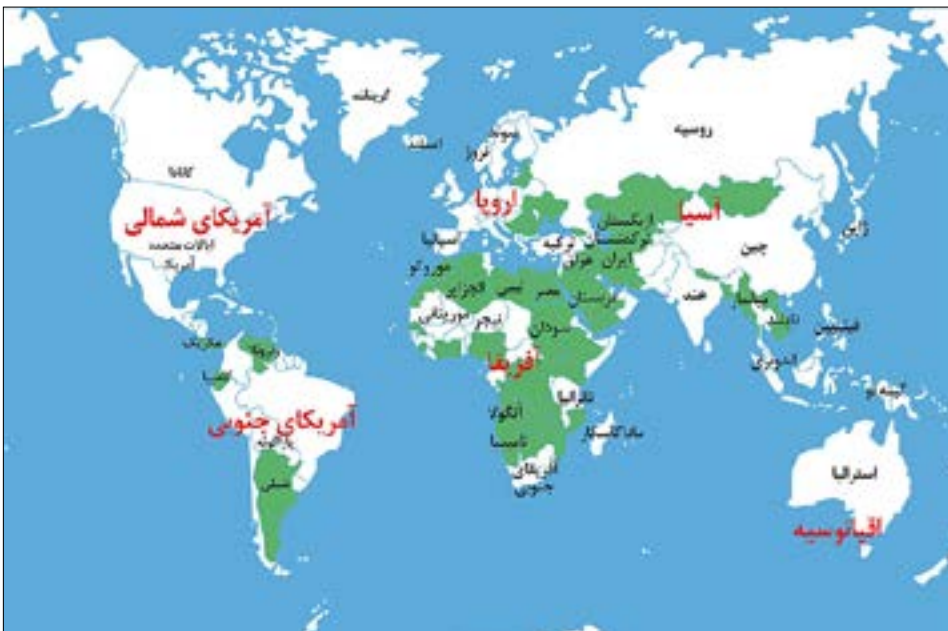 گرینلند
ایسلند
سوئد
نروژ
روسیه
کانادا
آمریکای شمالی
ایالات متحده
آمریکا
اروپا
آسیا
ازبکستان
ترکمنستان
ترکیه
اسپانیا
عراق
ایران
چین
ژاپن
موروکو
الجزایر
لیبی
مصر
عربستان
هند
میانمار
تایلند
فیلیپین
موریتانی
نیجر
سودان
مکزیک
ونزوئلا
کلمبیا
آفریقا
اندونزی
گینه نو
تانزانیا
آنگولا
آمریکای جنوبی
پاراگوئه
ماداگاسکار
نامیبیا
آفریقای
جنوبی
شیلی
استرالیا
اقیانوسیه